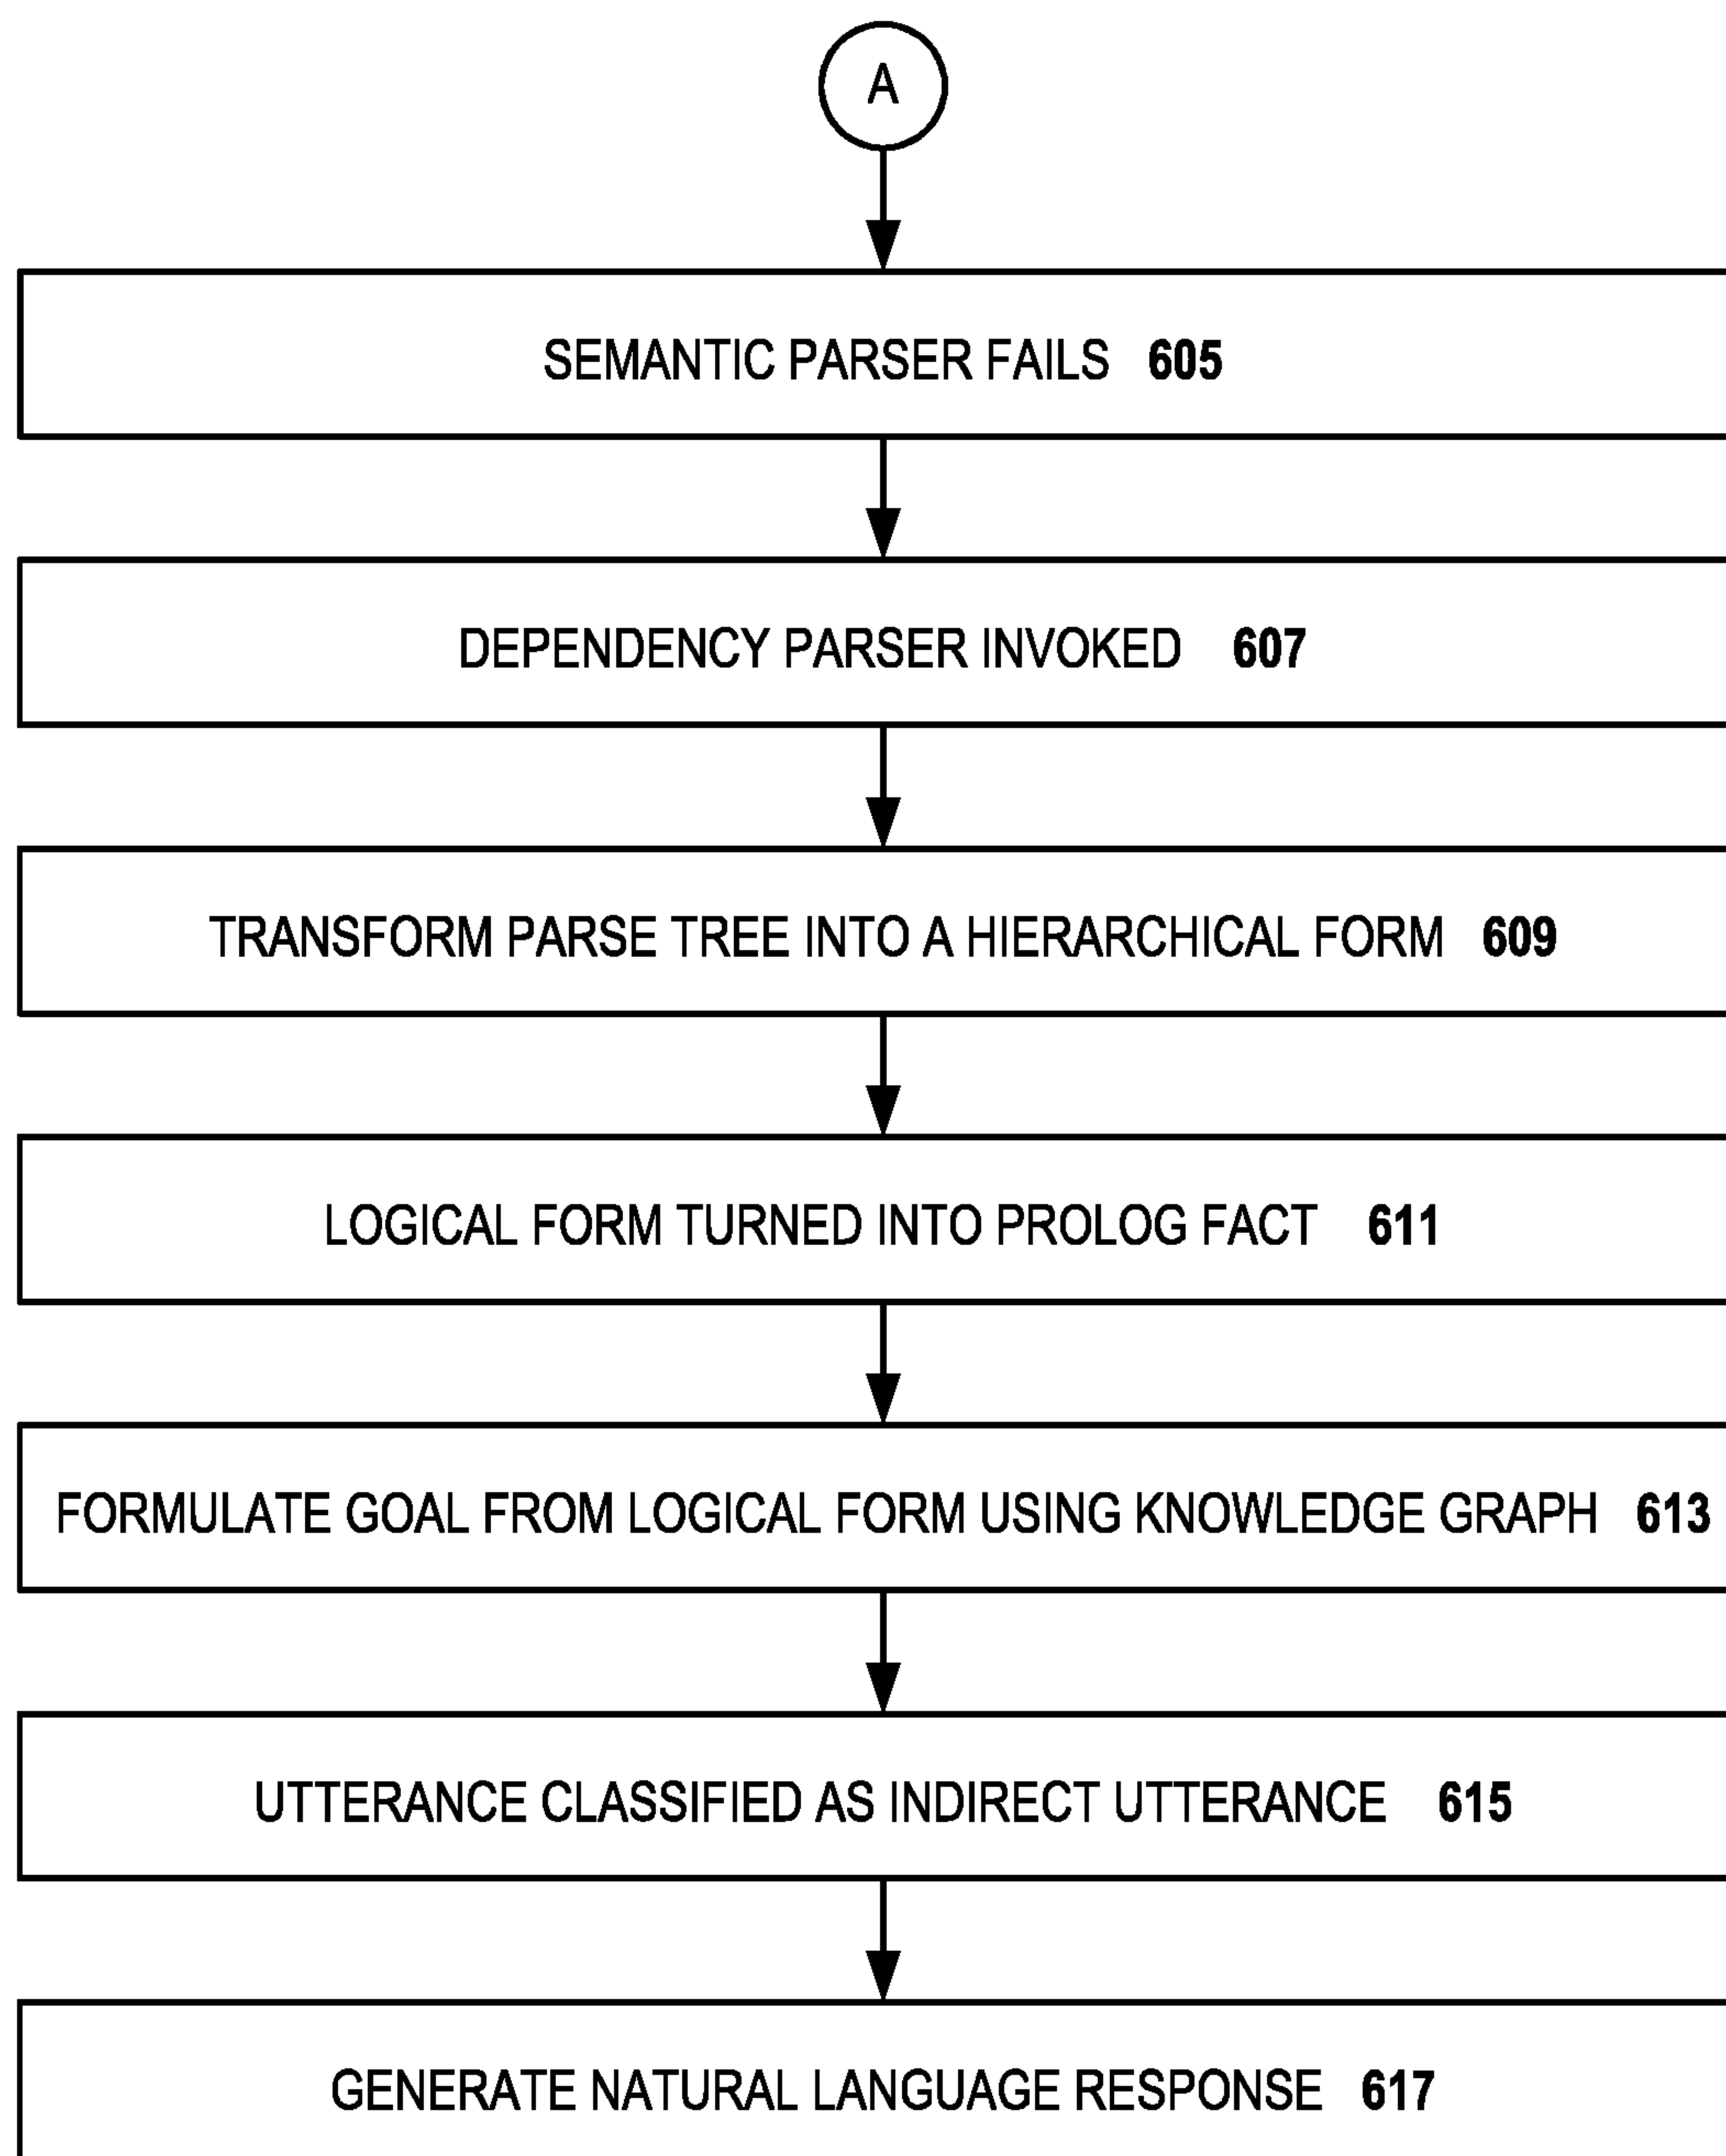 A
SEMANTIC PARSER FAILS 605
DEPENDENCY PARSER INVOKED 607
TRANSFORM PARSE TREE INTO A HIERARCHICAL FORM 609
LOGICAL FORM TURNED INTO PROLOG FACT 611
FORMULATE GOAL FROM LOGICAL FORM USING KNOWLEDGE GRAPH 613
UTTERANCE CLASSIFIED AS INDIRECT UTTERANCE 615
GENERATE NATURAL LANGUAGE RESPONSE 617